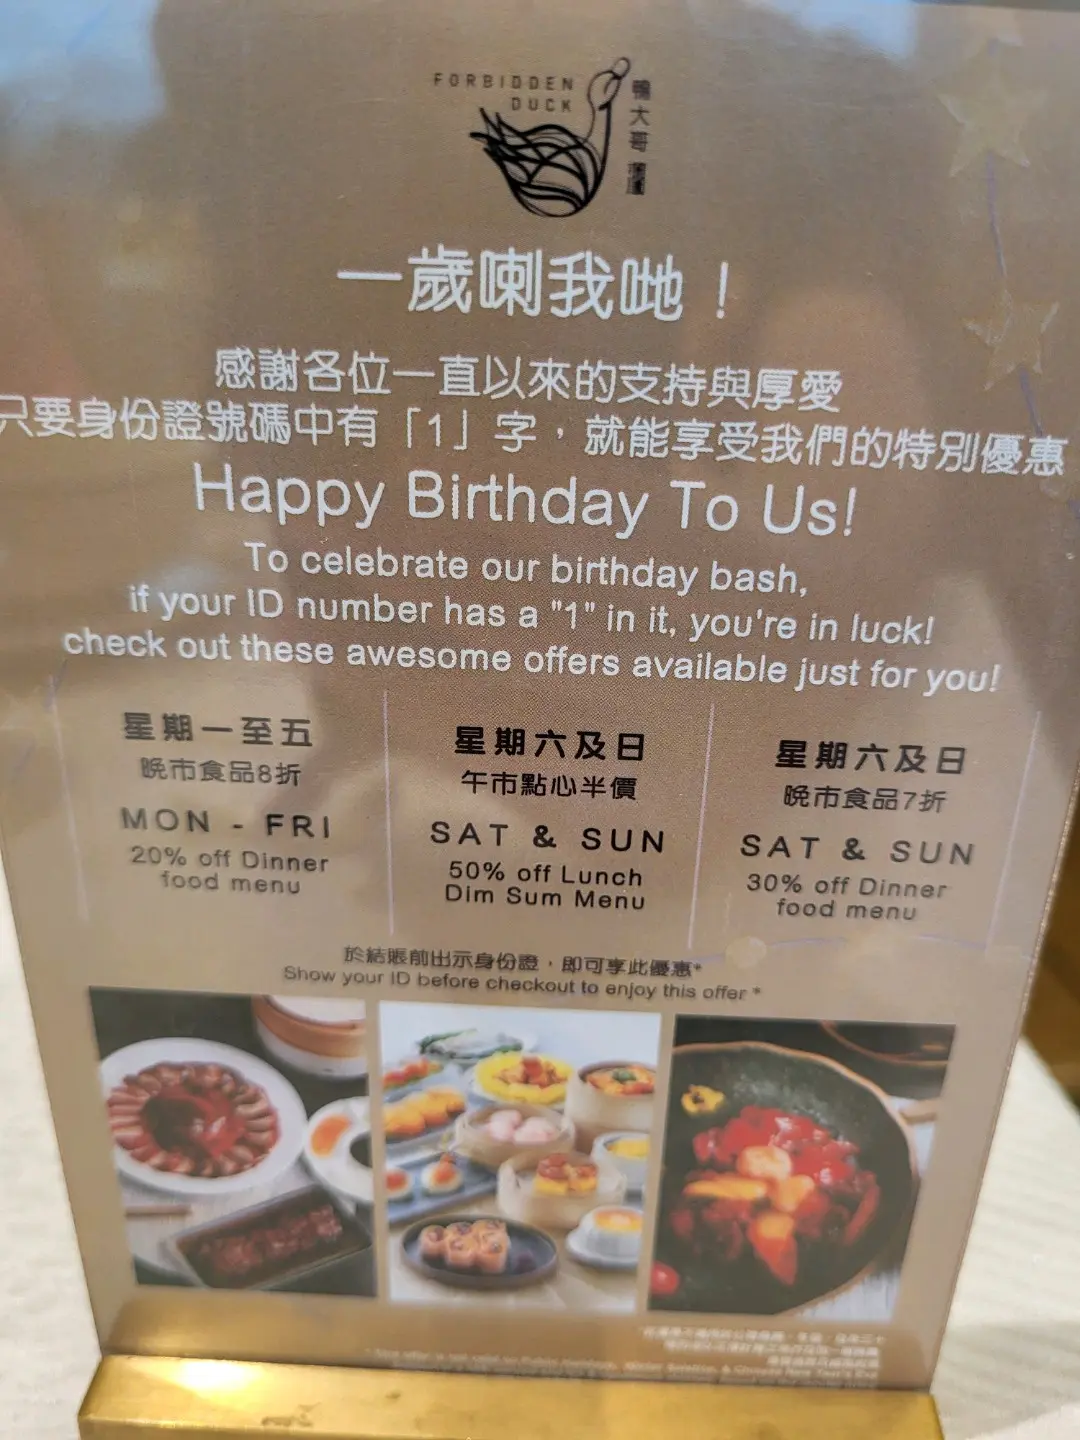 FORBIDDEN
DUCK
鴨大哥
一歲喇我哋！
感謝各位一直以來的支持與厚愛
只要身份證號碼中有「1」字，就能享受我們的特別優惠
Happy Birthday To Us!
To celebrate our birthday bash,
if your ID number has a "1" in it, you're in luck!
check out these awesome offers available just for you!
星期一至五
晚市食品8折
MON - FRI
20% off Dinner
food menu
星期六及日
午市點心半價
SAT & SUN
50% off Lunch
Dim Sum Menu
星期六及日
晚市食品7折
SAT & SUN
30% off Dinner
food menu
於結賬前出示身份證，即可享此優惠*
Show your ID before checkout to enjoy this offer *